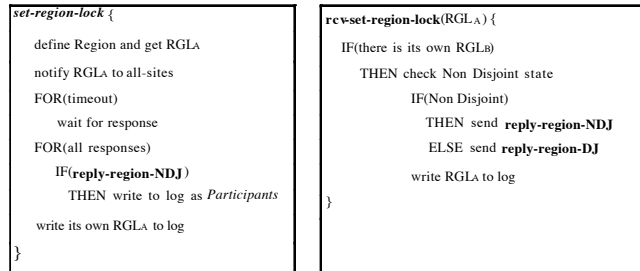 set-region-lock {
define Region and get RGLA
notify RGLA to all-sites
FOR(timeout)
wait for response
FOR(all responses)
IF(reply-region-NDJ)
THEN write to log as Participants
write its own RGLA to log
}
rcv-set-region-lock(RGLA) {
IF(there is its own RGLB)
THEN check Non Disjoint state
IF(Non Disjoint)
THEN send reply-region-NDJ
ELSE send reply-region-DJ
write RGLA to log
}